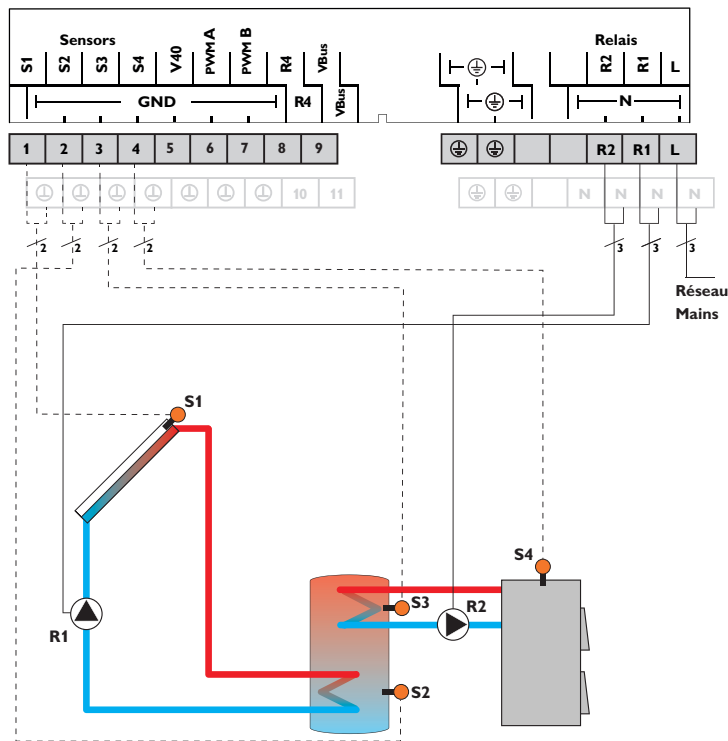 Sensors
Relais
S1 S2 S3 S4 V40 PWM A PWM B R4 VBus
R2 R1 L
GND
R4 VBus
N
1 2 3 4 5 6 7 8 9
R2 R1 L
10 11
N N N N
2 2 2 2
3 3 3
Réseau
Mains
S1
S4
S3
R2
R1
S2